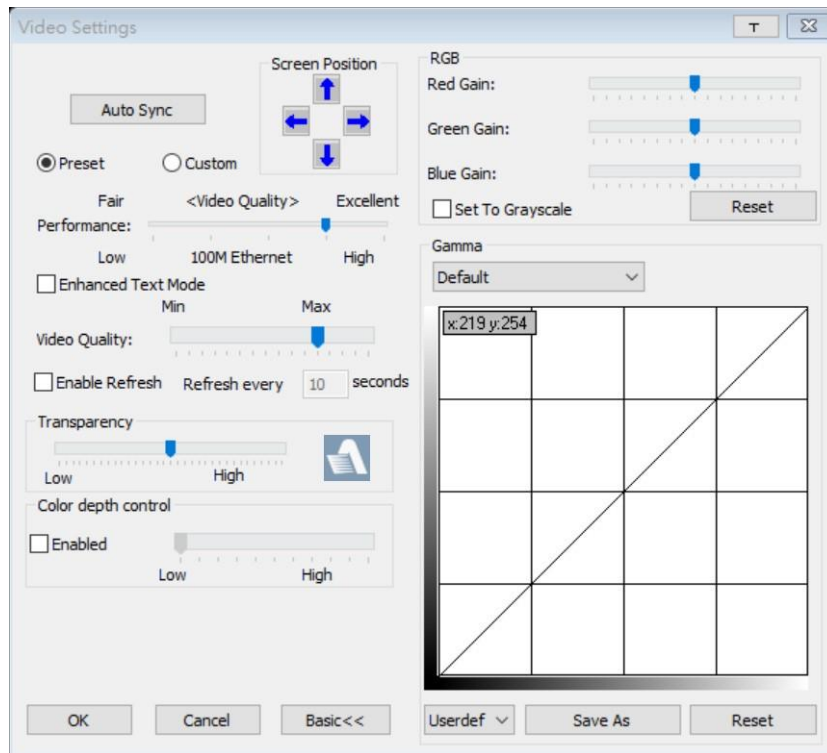 Video Settings
T
Screen Position
Auto Sync
Preset
Custom
Fair <Video Quality> Excellent
Performance:
Low 100M Ethernet High
Enhanced Text Mode
Min Max
Video Quality:
Enable Refresh Refresh every 10 seconds
Transparency
Low High
Color depth control
Enabled
Low High
OK Cancel Basic<<
RGB
Red Gain:
Green Gain:
Blue Gain:
Set To Grayscale Reset
Gamma
Default
x:219 y:254
Userdef Save As Reset